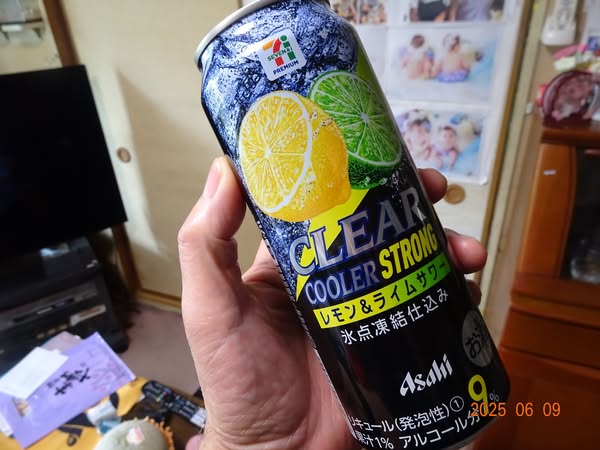 7
SEVEN & i
PREMIUM
CLEAR
COOLER STRONG
レモン&ライムサワー
氷点凍結仕込み
お酒
Asahi
リキュール(発泡性)①
果汁1% アルコール分9%
2025 06 09